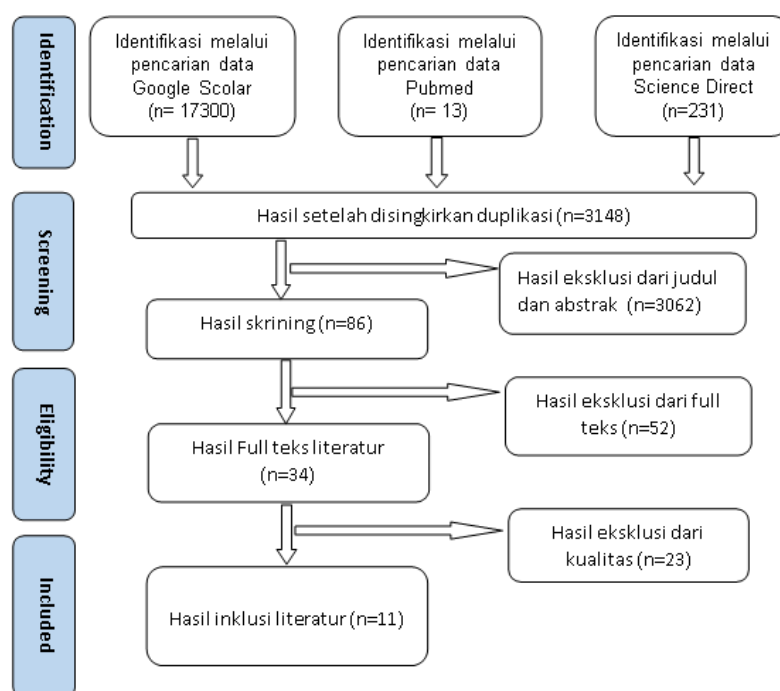 Identification
Identifikasi melalui
pencarian data
Google Scolar
(n= 17300)
Identifikasi melalui
pencarian data
Pubmed
(n= 13)
Identifikasi melalui
pencarian data
Science Direct
(n=231)
Screening
Hasil setelah disingkirkan duplikasi (n=3148)
Hasil eksklusi dari judul
dan abstrak (n=3062)
Hasil skrining (n=86)
Eligibility
Hasil eksklusi dari full
teks (n=52)
Hasil Full teks literatur
(n=34)
Included
Hasil eksklusi dari
kualitas (n=23)
Hasil inklusi literatur (n=11)